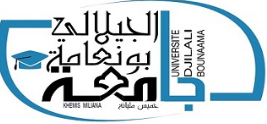 الجيلالي
بونعامة
جامعة
خميس مليانة
KHEMIS MILIANA
UNIVERSITE
DJILALI
BOUNAAMA